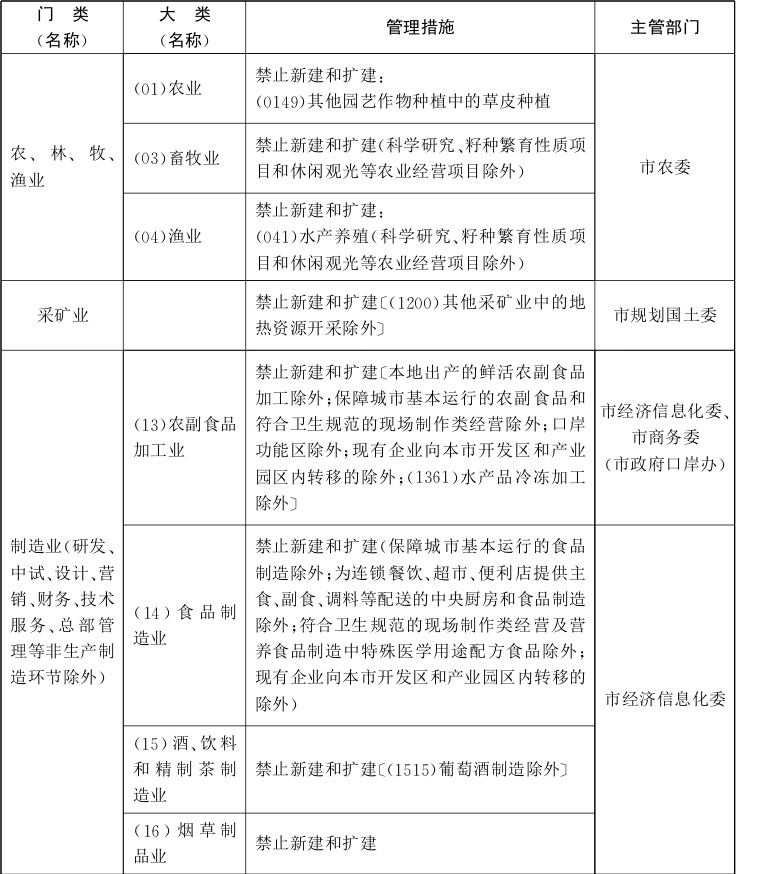 门 类
（名称）
大 类
（名称）
管理措施
主管部门
农、林、牧、
渔业
(01)农业
禁止新建和扩建：
(0149)其他园艺作物种植中的草皮种植
市农委
(03)畜牧业
禁止新建和扩建(科学研究、籽种繁育性质项
目和休闲观光等农业经营项目除外)
(04)渔业
禁止新建和扩建：
(041)水产养殖(科学研究、籽种繁育性质项
目和休闲观光等农业经营项目除外)
采矿业
禁止新建和扩建〔(1200)其他采矿业中的地
热资源开采除外〕
市规划国土委
制造业(研发、
中试、设计、营
销、财务、技术
服务、总部管
理等非生产制
造环节除外)
(13)农副食品
加工业
禁止新建和扩建〔本地出产的鲜活农副食品
加工除外；保障城市基本运行的农副食品和
符合卫生规范的现场制作类经营除外；口岸
功能区除外；现有企业向本市开发区和产业
园区内转移的除外；(1361)水产品冷冻加工
除外〕
市经济信息化委、
市商务委
(市政府口岸办)
(14)食品制
造业
禁止新建和扩建(保障城市基本运行的食品
制造除外；为连锁餐饮、超市、便利店提供主
食、副食、调料等配送的中央厨房和食品制造
除外；符合卫生规范的现场制作类经营及营
养食品制造中特殊医学用途配方食品除外；
现有企业向本市开发区和产业园区内转移的
除外)
市经济信息化委
(15)酒、饮料
和精制茶制
造业
禁止新建和扩建〔(1515)葡萄酒制造除外〕
(16)烟草制
品业
禁止新建和扩建